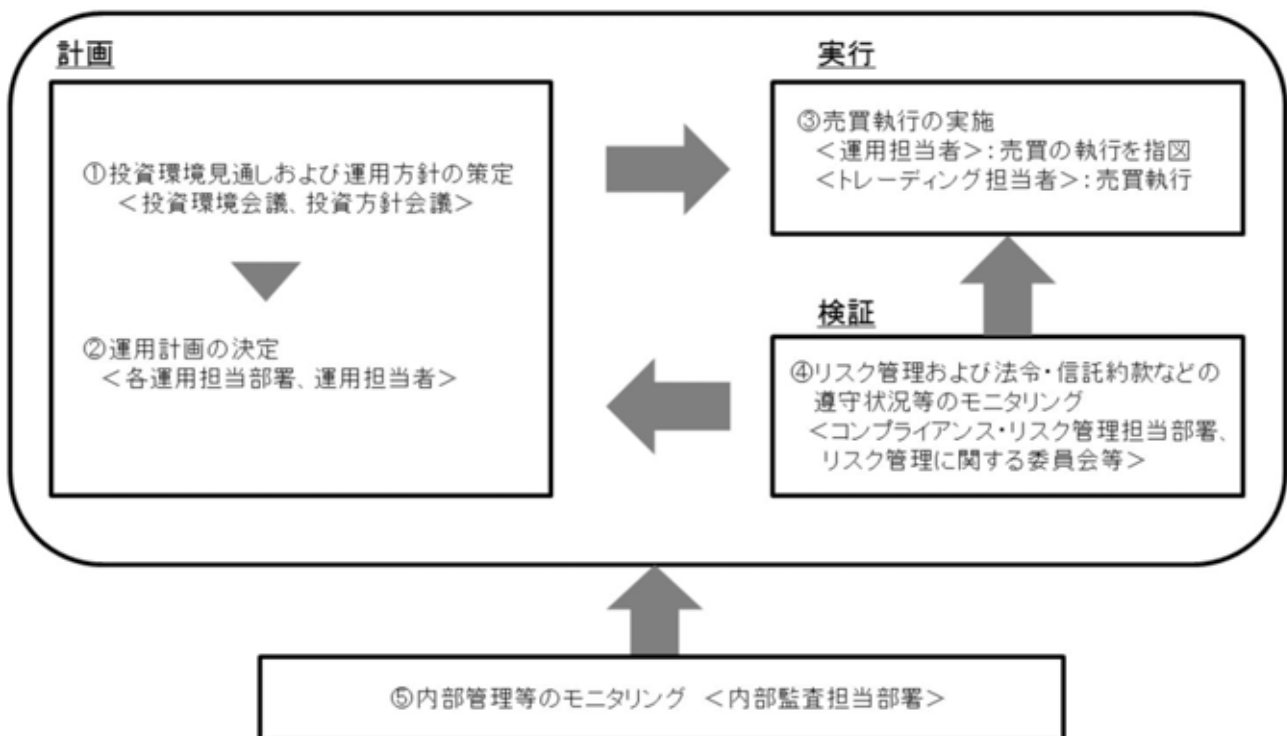 計画
①投資環境見通しおよび運用方針の策定
<投資環境会議、投資方針会議>
②運用計画の決定
<各運用担当部署、運用担当者>
実行
③売買執行の実施
<運用担当者>:売買の執行を指図
<トレーディング担当者>:売買執行
検証
④リスク管理および法令・信託約款などの
遵守状況等のモニタリング
<コンプライアンス・リスク管理担当部署、
リスク管理に関する委員会等>
⑤内部管理等のモニタリング <内部監査担当部署>